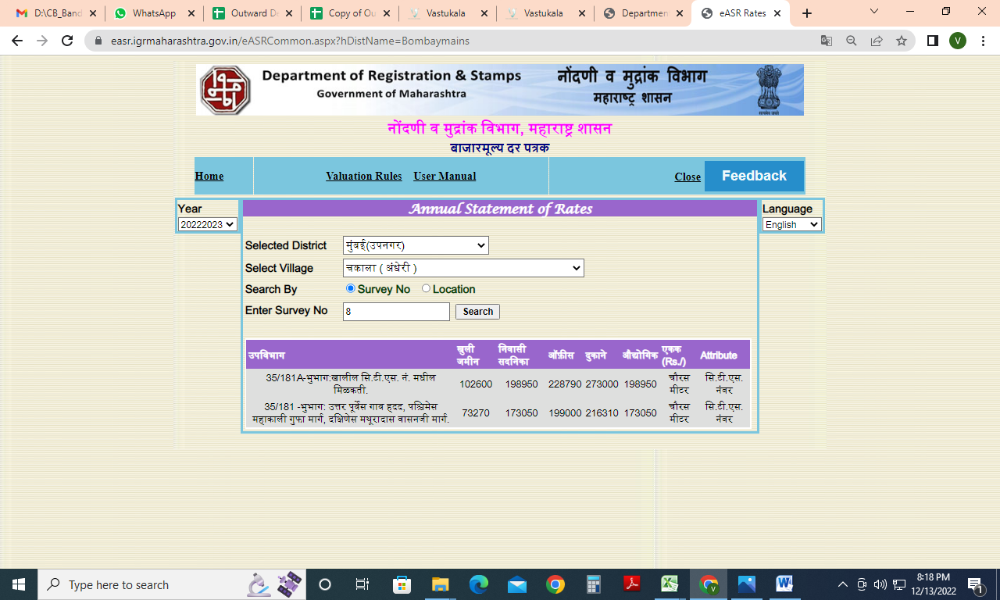 D:\CB_Band
WhatsApp
Outward De
Copy of Ou
Vastukala
Vastukala
Departmen
eASR Rates
easr.igrmaharashtra.gov.in/eASRCommon.aspx?hDistName=Bombaymains
V
Department of Registration & Stamps
Government of Maharashtra
नोंदणी व मुद्रांक विभाग
महाराष्ट्र शासन
नोंदणी व मुद्रांक विभाग, महाराष्ट्र शासन
बाजारमूल्य दर पत्रक
Home Valuation Rules User Manual Close Feedback
Year Annual Statement of Rates Language
20222023 English
Selected District मुंबई(उपनगर)
Select Village चकाला ( अंधेरी )
Search By Survey No Location
Enter Survey No 8 Search
उपविभाग खुली जमीन निवासी सदनिका ऑफ़ीस दुकाने औद्योगिक एकक (Rs./) Attribute
35/181A-भुभाग:खालील सि.टी.एस. नं. मधील मिळकती. 102600 198950 228790 273000 198950 चौरस मीटर सि.टी.एस. नंबर
35/181 -भुभाग: उत्तर पूर्वेस गाव हद्द, पश्चिमेस महाकाली गुफा मार्ग, दक्षिणेस मथूरादास वासनजी मार्ग. 73270 173050 199000 216310 173050 चौरस मीटर सि.टी.एस. नंबर
Type here to search
8:18 PM
12/13/2022
1